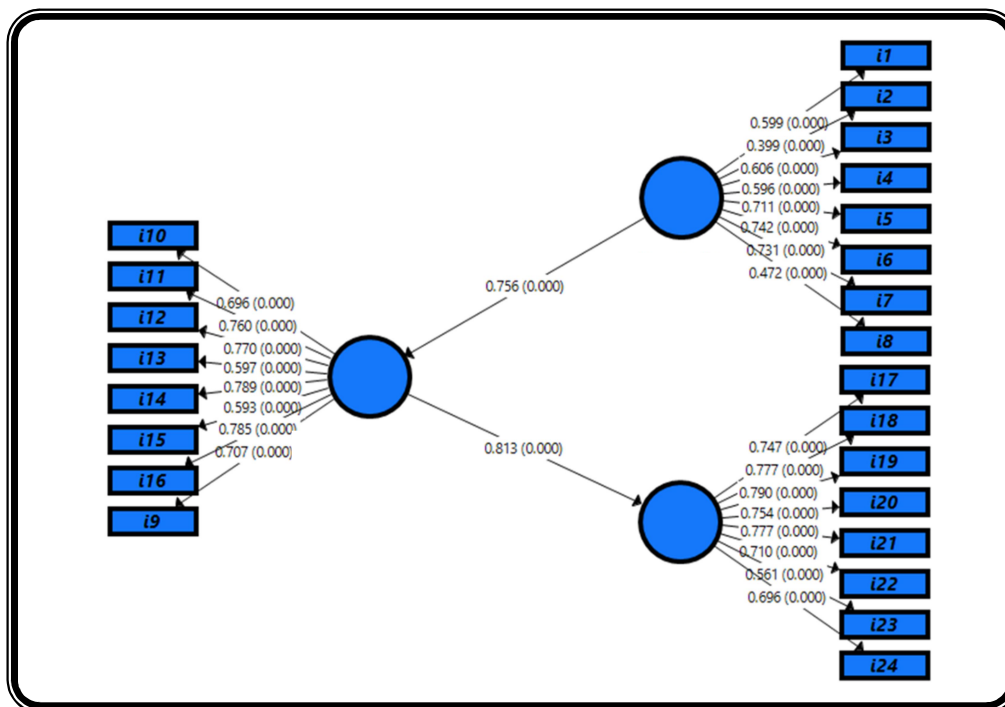 i1
i2
0.599 (0.000)
i3
0.399 (0.000)
0.606 (0.000)
i4
0.596 (0.000)
0.711 (0.000)
i5
0.742 (0.000)
0.731 (0.000)
i6
0.472 (0.000)
i7
i8
i10
i11
0.756 (0.000)
0.696 (0.000)
i12
0.760 (0.000)
0.770 (0.000)
i13
0.597 (0.000)
0.789 (0.000)
i14
0.593 (0.000)
0.785 (0.000)
i15
0.707 (0.000)
i16
i9
0.813 (0.000)
i17
i18
0.747 (0.000)
i19
0.777 (0.000)
0.790 (0.000)
i20
0.754 (0.000)
0.777 (0.000)
i21
0.710 (0.000)
0.561 (0.000)
i22
0.696 (0.000)
i23
i24